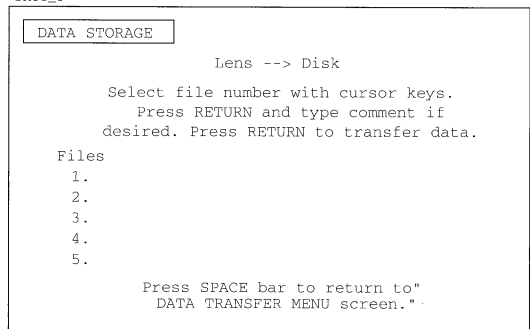 DATA STORAGE
Lens --> Disk
Select file number with cursor keys.
Press RETURN and type comment if
desired. Press RETURN to transfer data.
Files
1.
2.
3.
4.
5.
Press SPACE bar to return to"
DATA TRANSFER MENU screen."